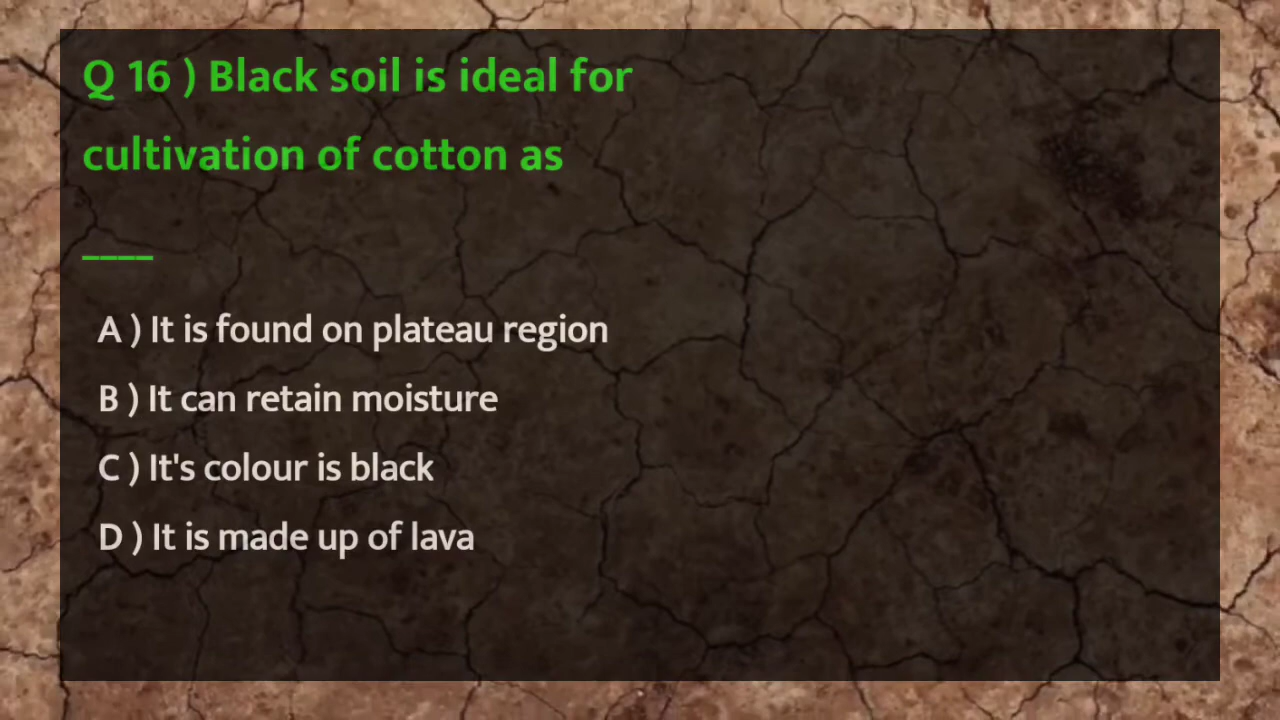 Q 16 ) Black soil is ideal for
cultivation of cotton as
____
A ) It is found on plateau region
B ) It can retain moisture
C ) It's colour is black
D ) It is made up of lava